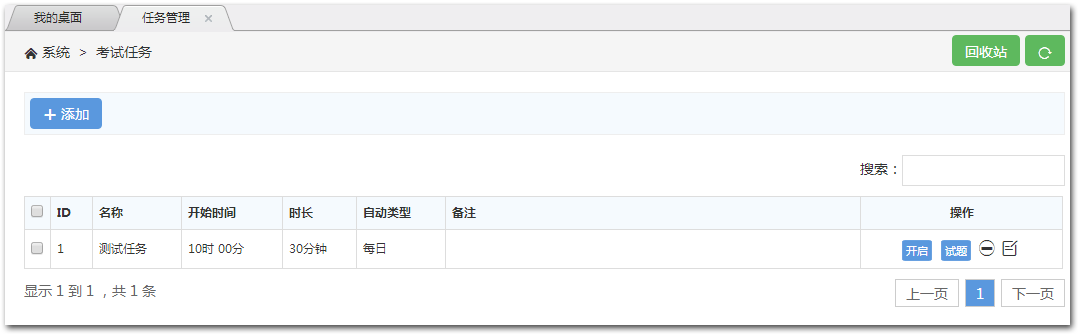 我的桌面 任务管理 ×
系统 > 考试任务 回收站
+ 添加
搜索：
ID 名称 开始时间 时长 自动类型 备注 操作
1 测试任务 10时 00分 30分钟 每日 开启 试题
显示 1 到 1 ，共 1 条 上一页 1 下一页